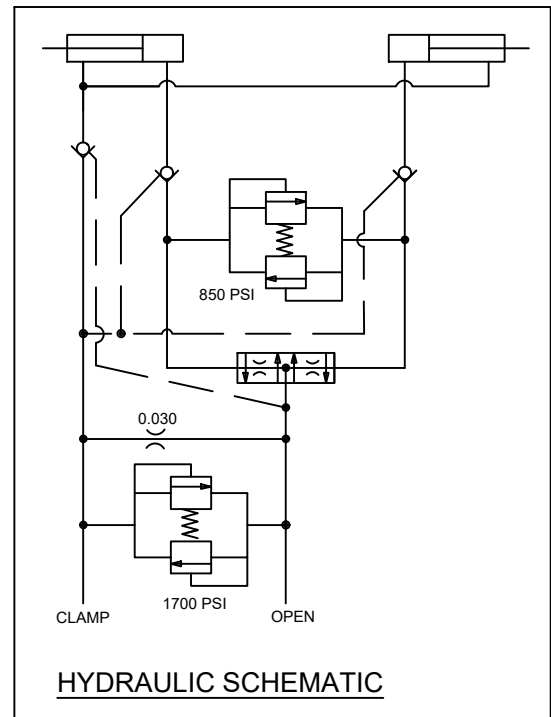 850 PSI
0.030
1700 PSI
CLAMP
OPEN
HYDRAULIC SCHEMATIC